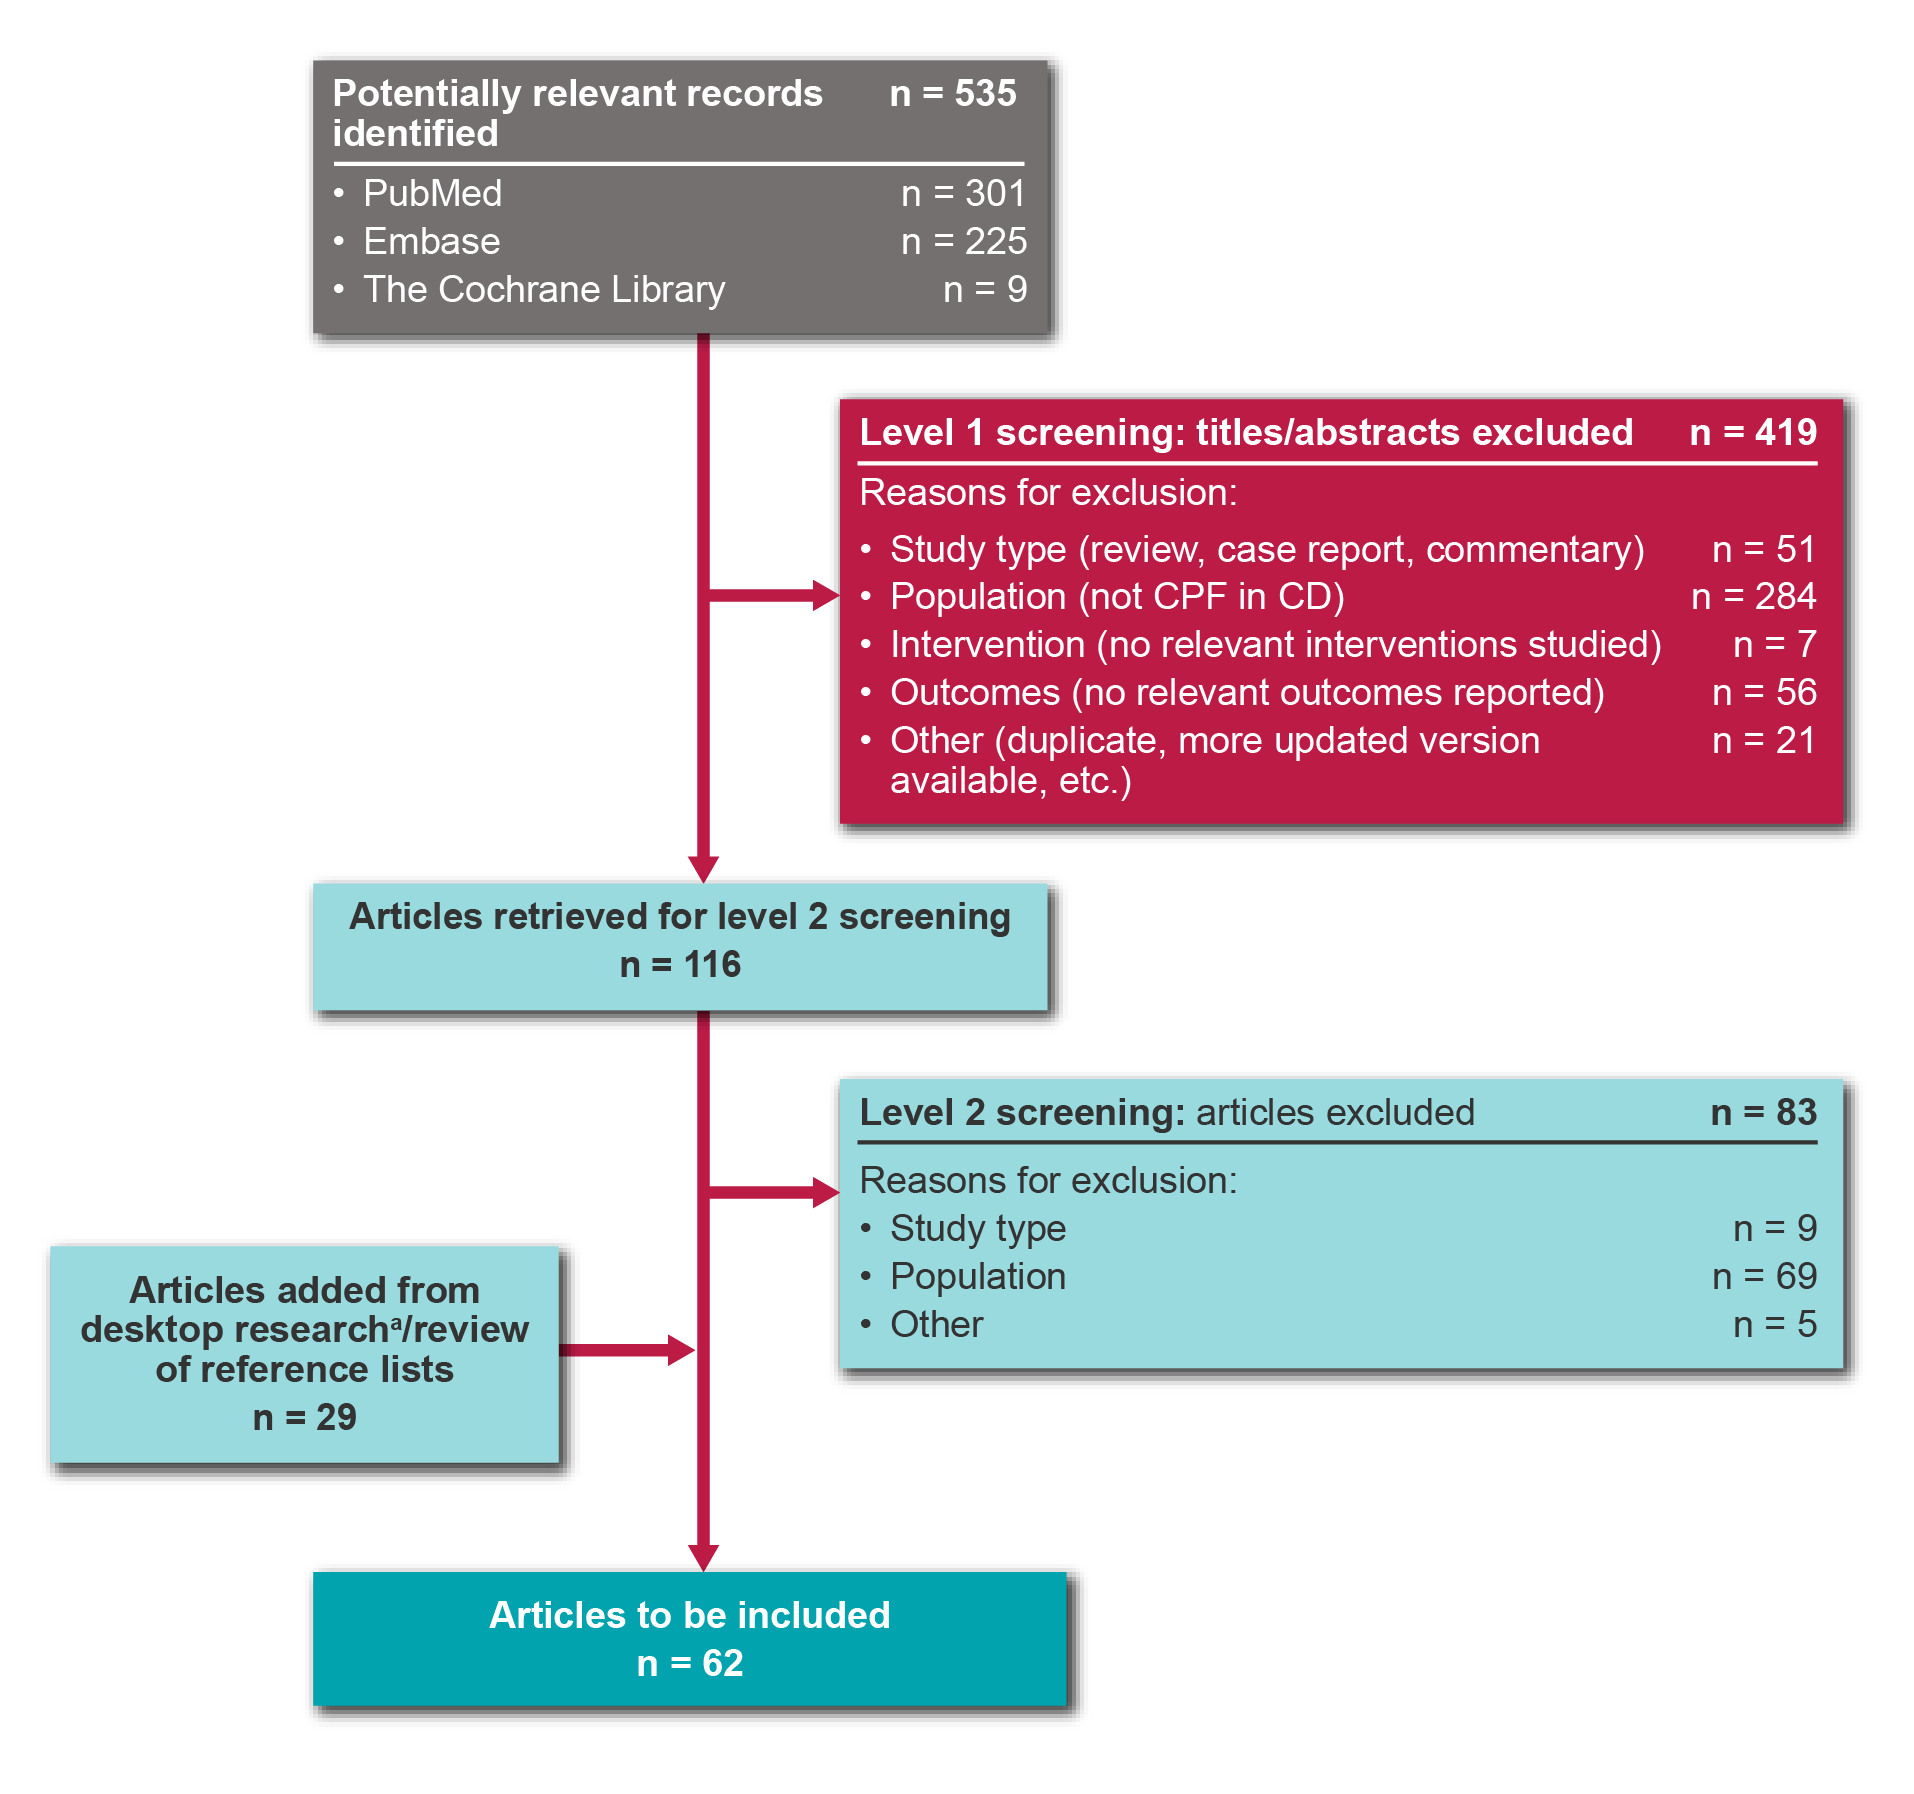 Potentially relevant records n = 535
identified
• PubMed n = 301
• Embase n = 225
• The Cochrane Library n = 9
Level 1 screening: titles/abstracts excluded n = 419
Reasons for exclusion:
• Study type (review, case report, commentary) n = 51
• Population (not CPF in CD) n = 284
• Intervention (no relevant interventions studied) n = 7
• Outcomes (no relevant outcomes reported) n = 56
• Other (duplicate, more updated version n = 21
available, etc.)
Articles retrieved for level 2 screening
n = 116
Level 2 screening: articles excluded n = 83
Reasons for exclusion:
• Study type n = 9
• Population n = 69
• Other n = 5
Articles added from
desktop researchᵃ/review
of reference lists
n = 29
Articles to be included
n = 62